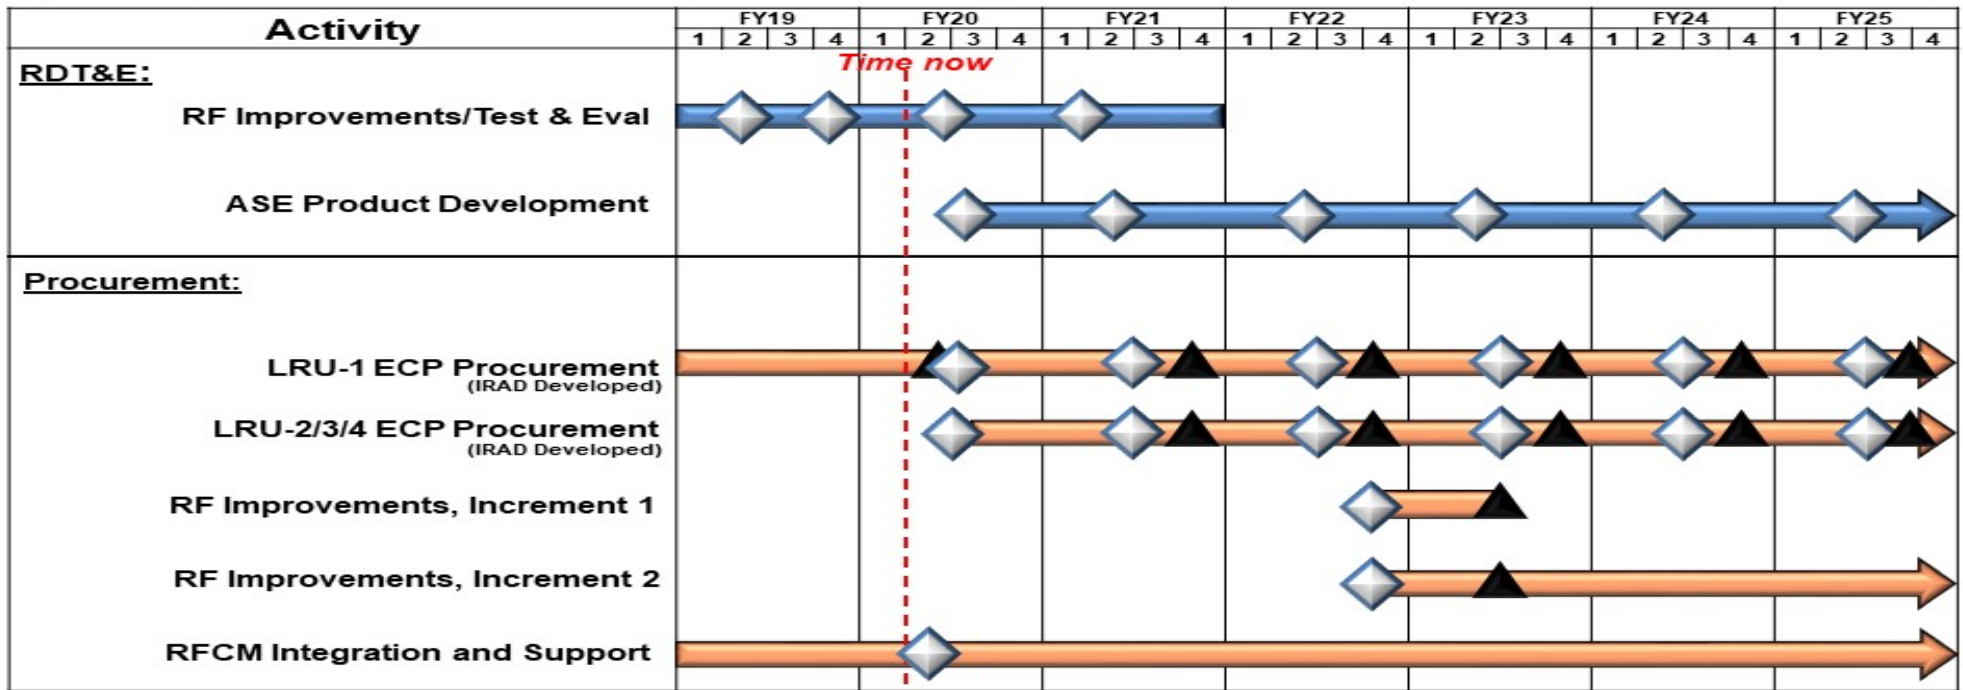 Activity
FY19 FY20 FY21 FY22 FY23 FY24 FY25
1 2 3 4 1 2 3 4 1 2 3 4 1 2 3 4 1 2 3 4 1 2 3 4 1 2 3 4
Time now
RDT&E:
RF Improvements/Test & Eval
ASE Product Development
Procurement:
LRU-1 ECP Procurement
(IRAD Developed)
LRU-2/3/4 ECP Procurement
(IRAD Developed)
RF Improvements, Increment 1
RF Improvements, Increment 2
RFCM Integration and Support